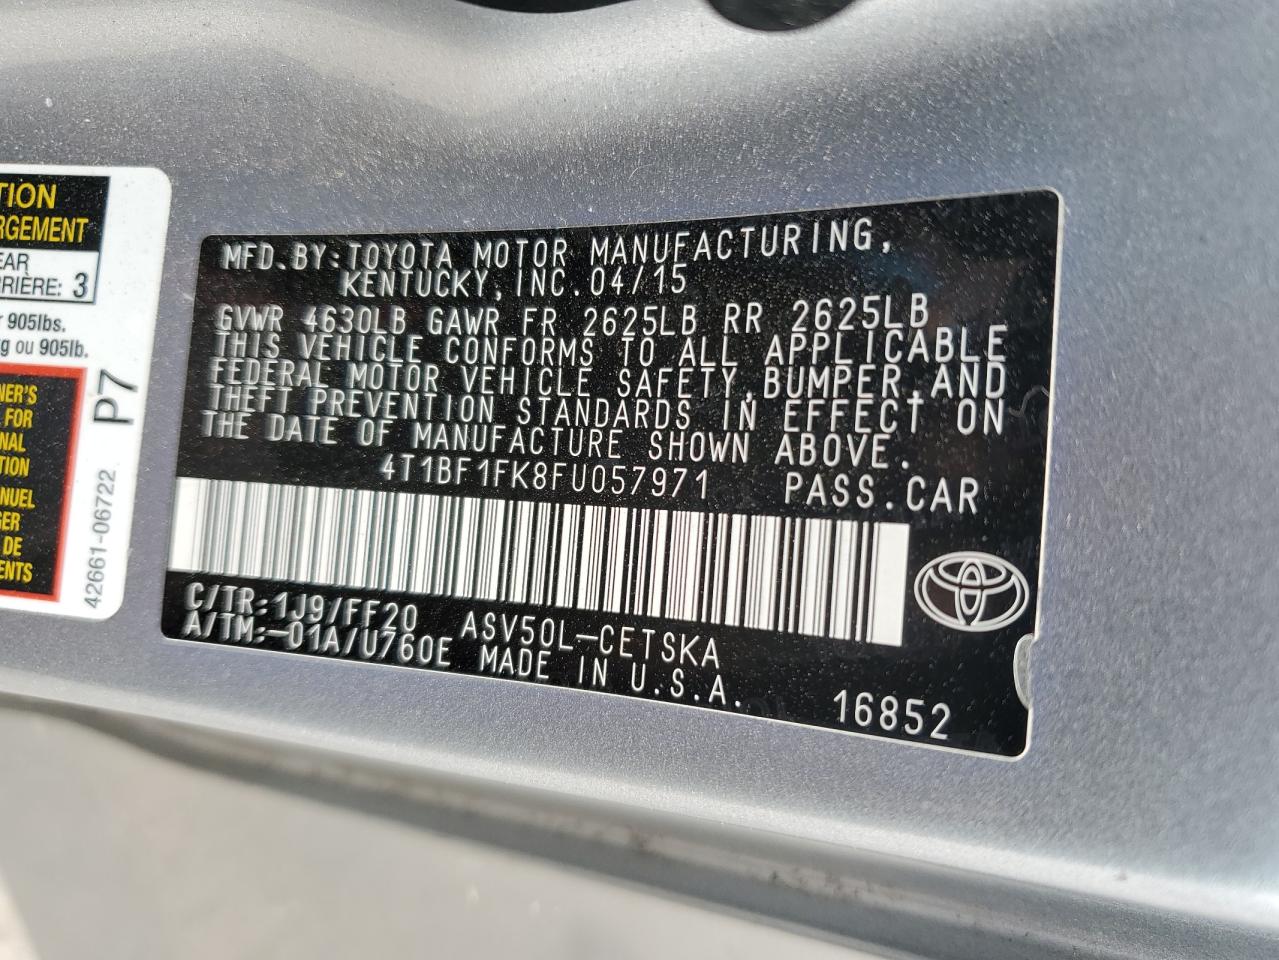 TION
RGEMENT
EAR
RRIÈRE: 3
905lbs.
ou 905lb.
P7
NER'S
FOR
NAL
TION
NUEL
GER
DE
ENTS
42661-06722
MFD.BY:TOYOTA MOTOR MANUFACTURING,
KENTUCKY,INC.04/15
GVWR 4630LB GAWR FR 2625LB RR 2625LB
THIS VEHICLE CONFORMS TO ALL APPLICABLE
FEDERAL MOTOR VEHICLE SAFETY,BUMPER,AND
THEFT PREVENTION STANDARDS IN EFFECT ON
THE DATE OF MANUFACTURE SHOWN ABOVE.
4T1BF1FK8FU057971 PASS.CAR
C/TR:1J9/FF20 ASV50L-CETSKA
A/TM:-01A/U760E MADE IN U.S.A.
16852